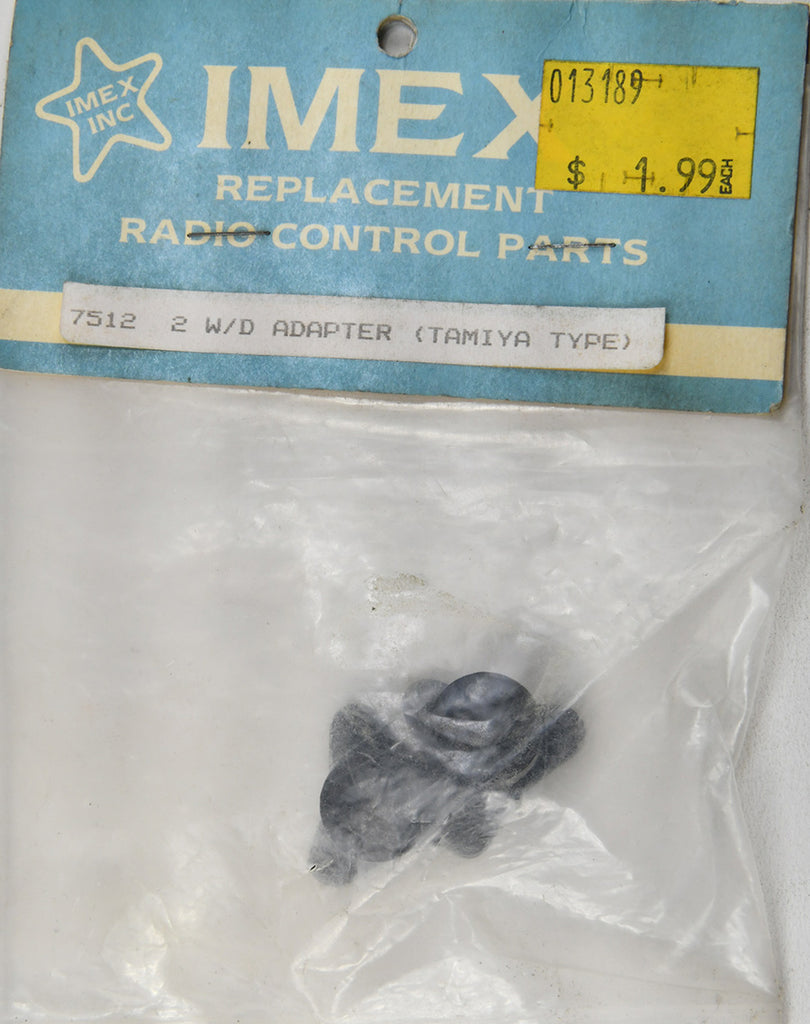 IMEX
INC
IMEX
013189
$ 1.99 EACH
REPLACEMENT
RADIO CONTROL PARTS
7512 2 W/D ADAPTER (TAMIYA TYPE)